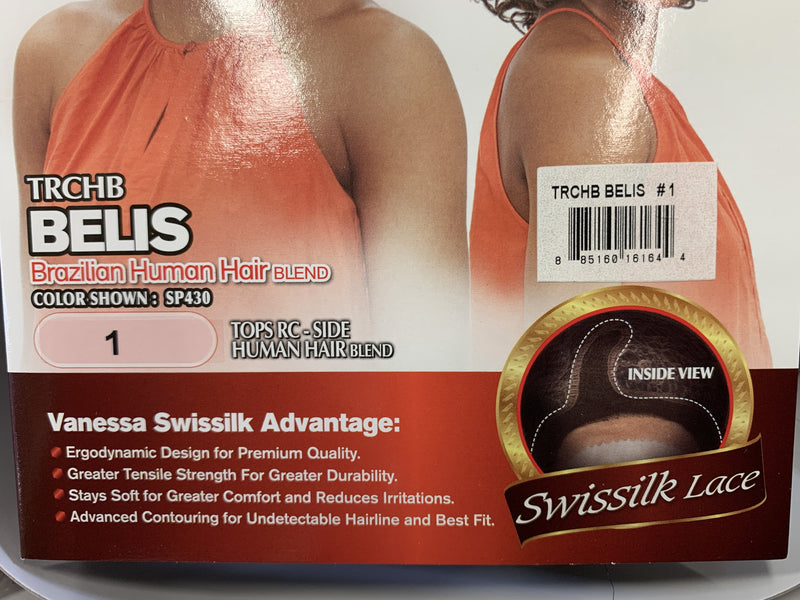 TRCHB
BELIS
Brazilian Human Hair BLEND
COLOR SHOWN : SP430
1
TOPS RC - SIDE
HUMAN HAIR BLEND
TRCHB BELIS #1
8 85160 16164 4
INSIDE VIEW
Swissilk Lace
Vanessa Swissilk Advantage:
Ergodynamic Design for Premium Quality.
Greater Tensile Strength For Greater Durability.
Stays Soft for Greater Comfort and Reduces Irritations.
Advanced Contouring for Undetectable Hairline and Best Fit.